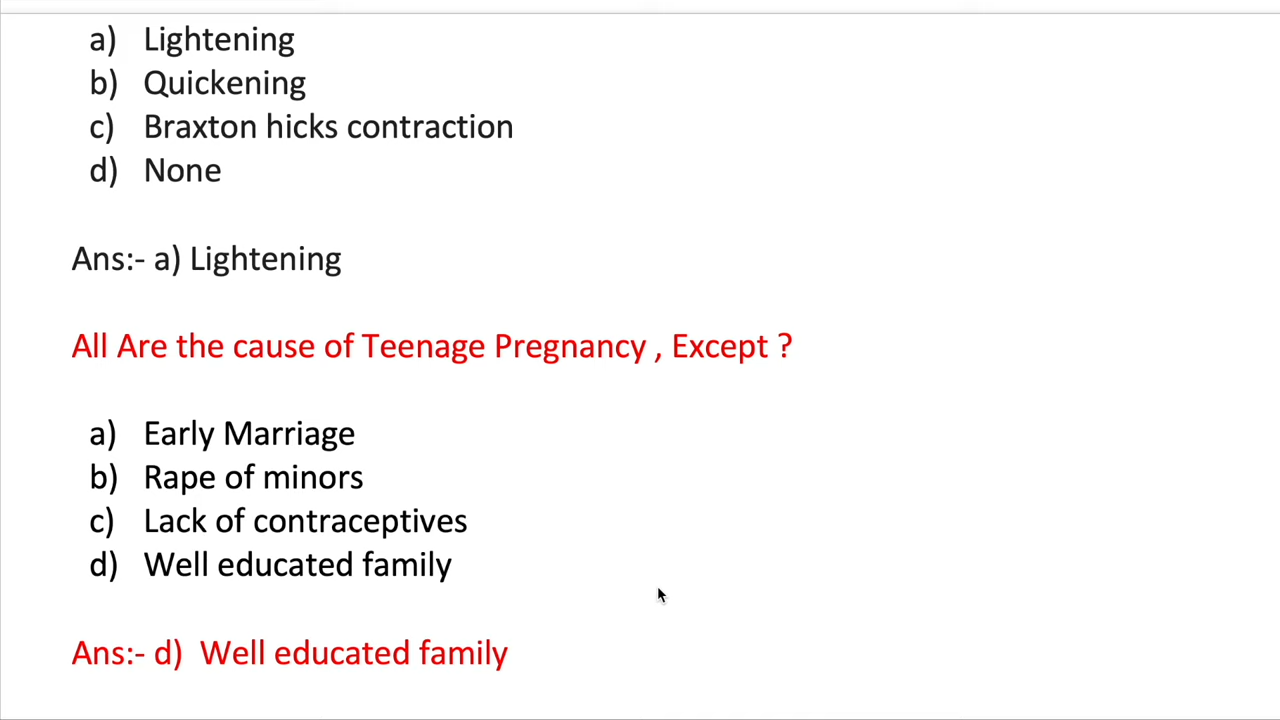 a) Lightening
b) Quickening
c) Braxton hicks contraction
d) None
Ans:- a) Lightening
All Are the cause of Teenage Pregnancy , Except ?
a) Early Marriage
b) Rape of minors
c) Lack of contraceptives
d) Well educated family
Ans:- d) Well educated family